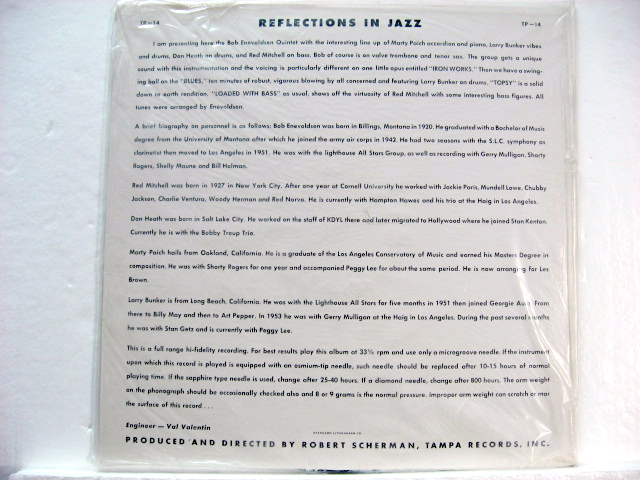 TP-14 REFLECTIONS IN JAZZ TP-14
I am presenting here the Bob Enevoldsen Quintet with the interesting line up of Marty Paich accordion and piano, Larry Bunker vibes
and drums, Don Heath on drums, and Red Mitchell on bass. Bob of course is on valve trombone and tenor sax. The group gets a unique
sound with this instrumentation and the voicing is particularly different on one little opus entitled "IRON WORKS." Then we have a swing-
ing ball on the "BLUES," ten minutes of robust, vigorous blowing by all concerned and featuring Larry Bunker on drums. "TOPSY" is a solid
down to earth rendition. "LOADED WITH BASS" as usual, shows off the virtuosity of Red Mitchell with some interesting bass figures. All
tunes were arranged by Enevoldsen.
A brief biography on personnel is as follows: Bob Enevoldsen was born in Billings, Montana in 1920. He graduated with a Bachelor of Music
degree from the University of Montana after which he joined the army air corps in 1942. He had two seasons with the S.L.C. symphony as
clarinetist then moved to Los Angeles in 1951. He was with the lighthouse All Stars Group, as well as recording with Gerry Mulligan, Shorty
Rogers, Shelly Manne and Bill Holman.
Red Mitchell was born in 1927 in New York City. After one year at Cornell University he worked with Jackie Paris, Mundell Lowe, Chubby
Jackson, Charlie Ventura, Woody Herman and Red Norvo. He is currently with Hampton Hawes and his trio at the Haig in Los Angeles.
Don Heath was born in Salt Lake City. He worked on the staff of KDYL there and later migrated to Hollywood where he joined Stan Kenton.
Currently he is with the Bobby Troup Trio.
Marty Paich hails from Oakland, California. He is a graduate of the Los Angeles Conservatory of Music and earned his Masters Degree in
composition. He was with Shorty Rogers for one year and accompanied Peggy Lee for about the same period. He is now arranging for Les
Brown.
Larry Bunker is from Long Beach, California. He was with the Lighthouse All Stars for five months in 1951 then joined Georgie Auld. From
there to Billy May and then to Art Pepper. In 1953 he was with Gerry Mulligan at the Haig in Los Angeles. During the past several months
he was with Stan Getz and is currently with Peggy Lee.
This is a full range hi-fidelity recording. For best results play this album at 33⅓ rpm and use only a microgroove needle. If the instrument
upon which this record is played is equipped with an osmium-tip needle, such needle should be replaced after 10-15 hours of normal
playing time. If the sapphire type needle is used, change after 25-40 hours. If a diamond needle, change after 800 hours. The arm weight
on the phonograph should be occasionally checked also and 8 or 9 grams is the normal pressure. Improper arm weight can scratch or mar
the surface of this record . . .
Engineer — Val Valentin
PRODUCED AND DIRECTED BY ROBERT SCHERMAN, TAMPA RECORDS, INC.